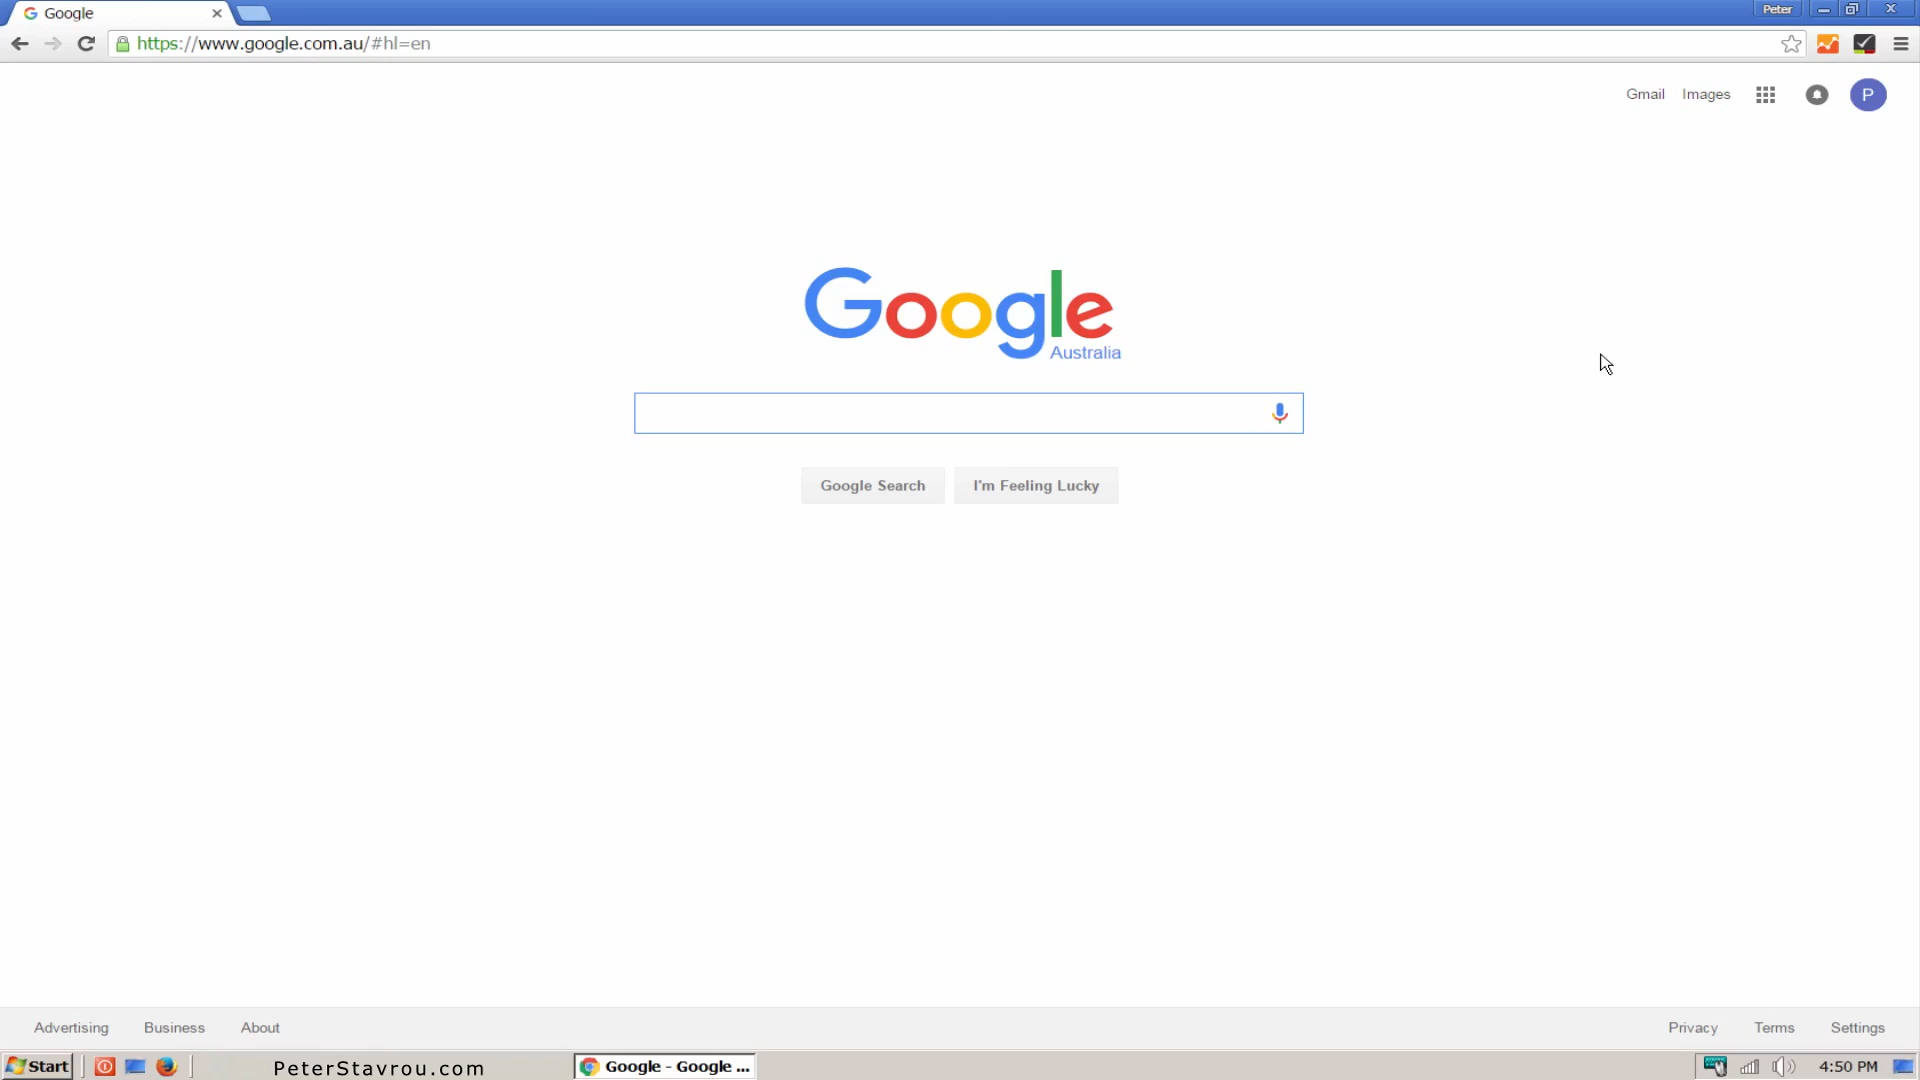 Google
Peter
https://www.google.com.au/#hl=en
Gmail Images P
Google
Australia
Google Search I'm Feeling Lucky
Advertising Business About Privacy Terms Settings
Start PeterStavrou.com Google - Google ... 4:50 PM